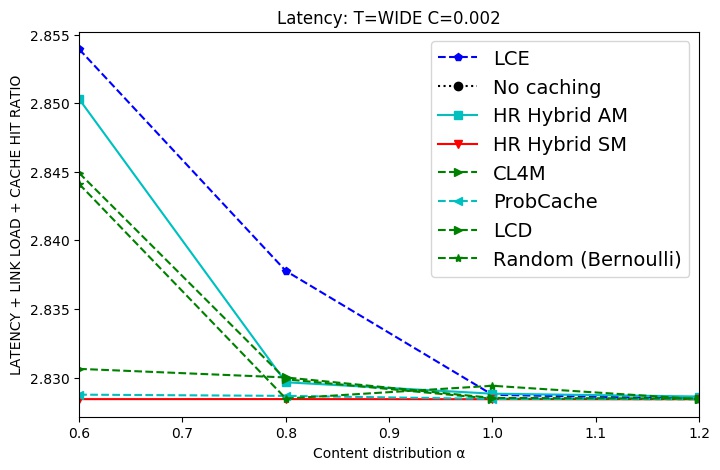 Latency: T=WIDE C=0.002
LATENCY + LINK LOAD + CACHE HIT RATIO
2.855
2.850
2.845
2.840
2.835
2.830
LCE
No caching
HR Hybrid AM
HR Hybrid SM
CL4M
ProbCache
LCD
Random (Bernoulli)
0.6 0.7 0.8 0.9 1.0 1.1 1.2
Content distribution α